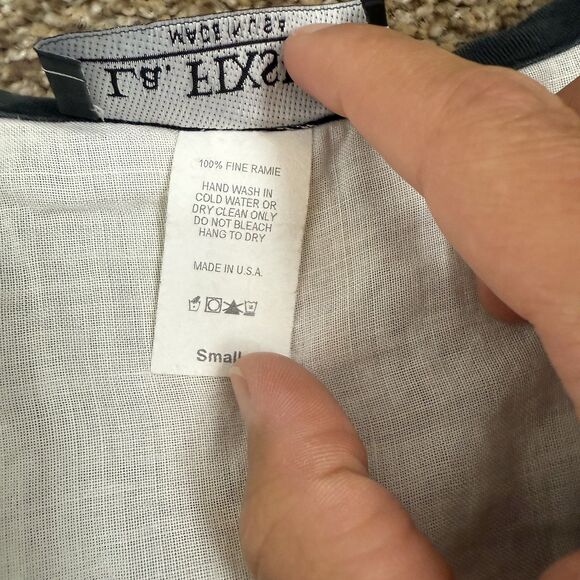 100% FINE RAMIE
HAND WASH IN
COLD WATER OR
DRY CLEAN ONLY
DO NOT BLEACH
HANG TO DRY
MADE IN U.S.A.
Small